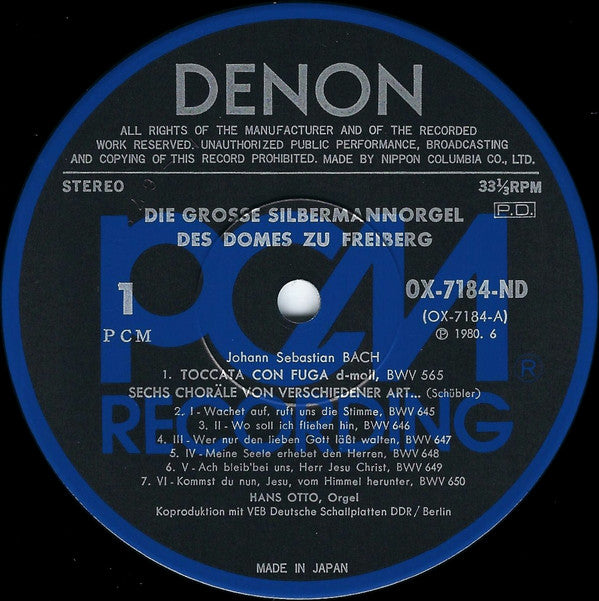 DENON
ALL RIGHTS OF THE MANUFACTURER AND OF THE RECORDED
WORK RESERVED. UNAUTHORIZED PUBLIC PERFORMANCE, BROADCASTING
AND COPYING OF THIS RECORD PROHIBITED. MADE BY NIPPON COLUMBIA CO., LTD.
STEREO
33⅓RPM
DIE GROSSE SILBERMANNORGEL
P.D.
DES DOMES ZU FREIBERG
1
PCM
OX-7184-ND
(OX-7184-A)
℗ 1980. 6
PCM
RECORDING ®
Johann Sebastian BACH
1. TOCCATA CON FUGA d-moll, BWV 565
SECHS CHORÄLE VON VERSCHIEDENER ART... (Schübler)
2. I-Wachet auf, ruft uns die Stimme, BWV 645
3. II-Wo soll ich fliehen hin, BWV 646
4. III-Wer nur den lieben Gott läßt walten, BWV 647
5. IV-Meine Seele erhebet den Herren, BWV 648
6. V-Ach bleib'bei uns, Herr Jesu Christ, BWV 649
7. VI-Kommst du nun, Jesu, vom Himmel herunter, BWV 650
HANS OTTO, Orgel
Koproduktion mit VEB Deutsche Schallplatten DDR/Berlin
MADE IN JAPAN